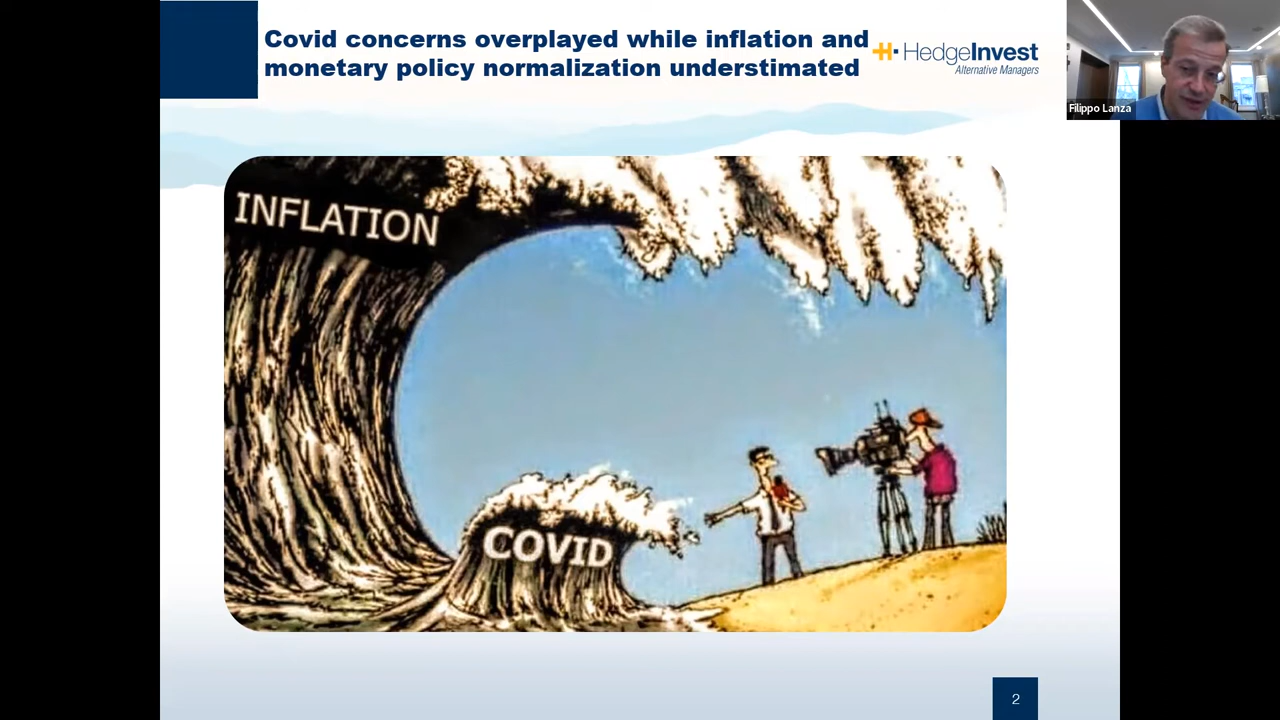 Covid concerns overplayed while inflation and
monetary policy normalization understimated
HedgeInvest
Alternative Managers
Filippo Lanza
INFLATION
COVID
2